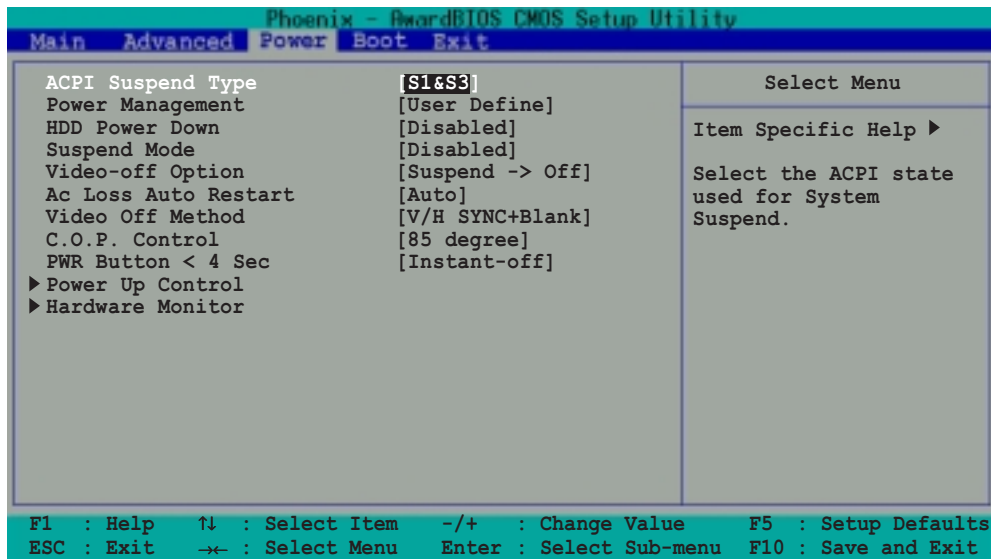 Phoenix - AwardBIOS CMOS Setup Utility
Main Advanced Power Boot Exit
ACPI Suspend Type [S1&S3]
Power Management [User Define]
HDD Power Down [Disabled]
Suspend Mode [Disabled]
Video-off Option [Suspend -> Off]
Ac Loss Auto Restart [Auto]
Video Off Method [V/H SYNC+Blank]
C.O.P. Control [85 degree]
PWR Button < 4 Sec [Instant-off]
▶Power Up Control
▶Hardware Monitor
Select Menu
Item Specific Help ▶
Select the ACPI state
used for System
Suspend.
F1 : Help ↑↓ : Select Item -/+ : Change Value F5 : Setup Defaults
ESC : Exit →← : Select Menu Enter : Select Sub-menu F10 : Save and Exit